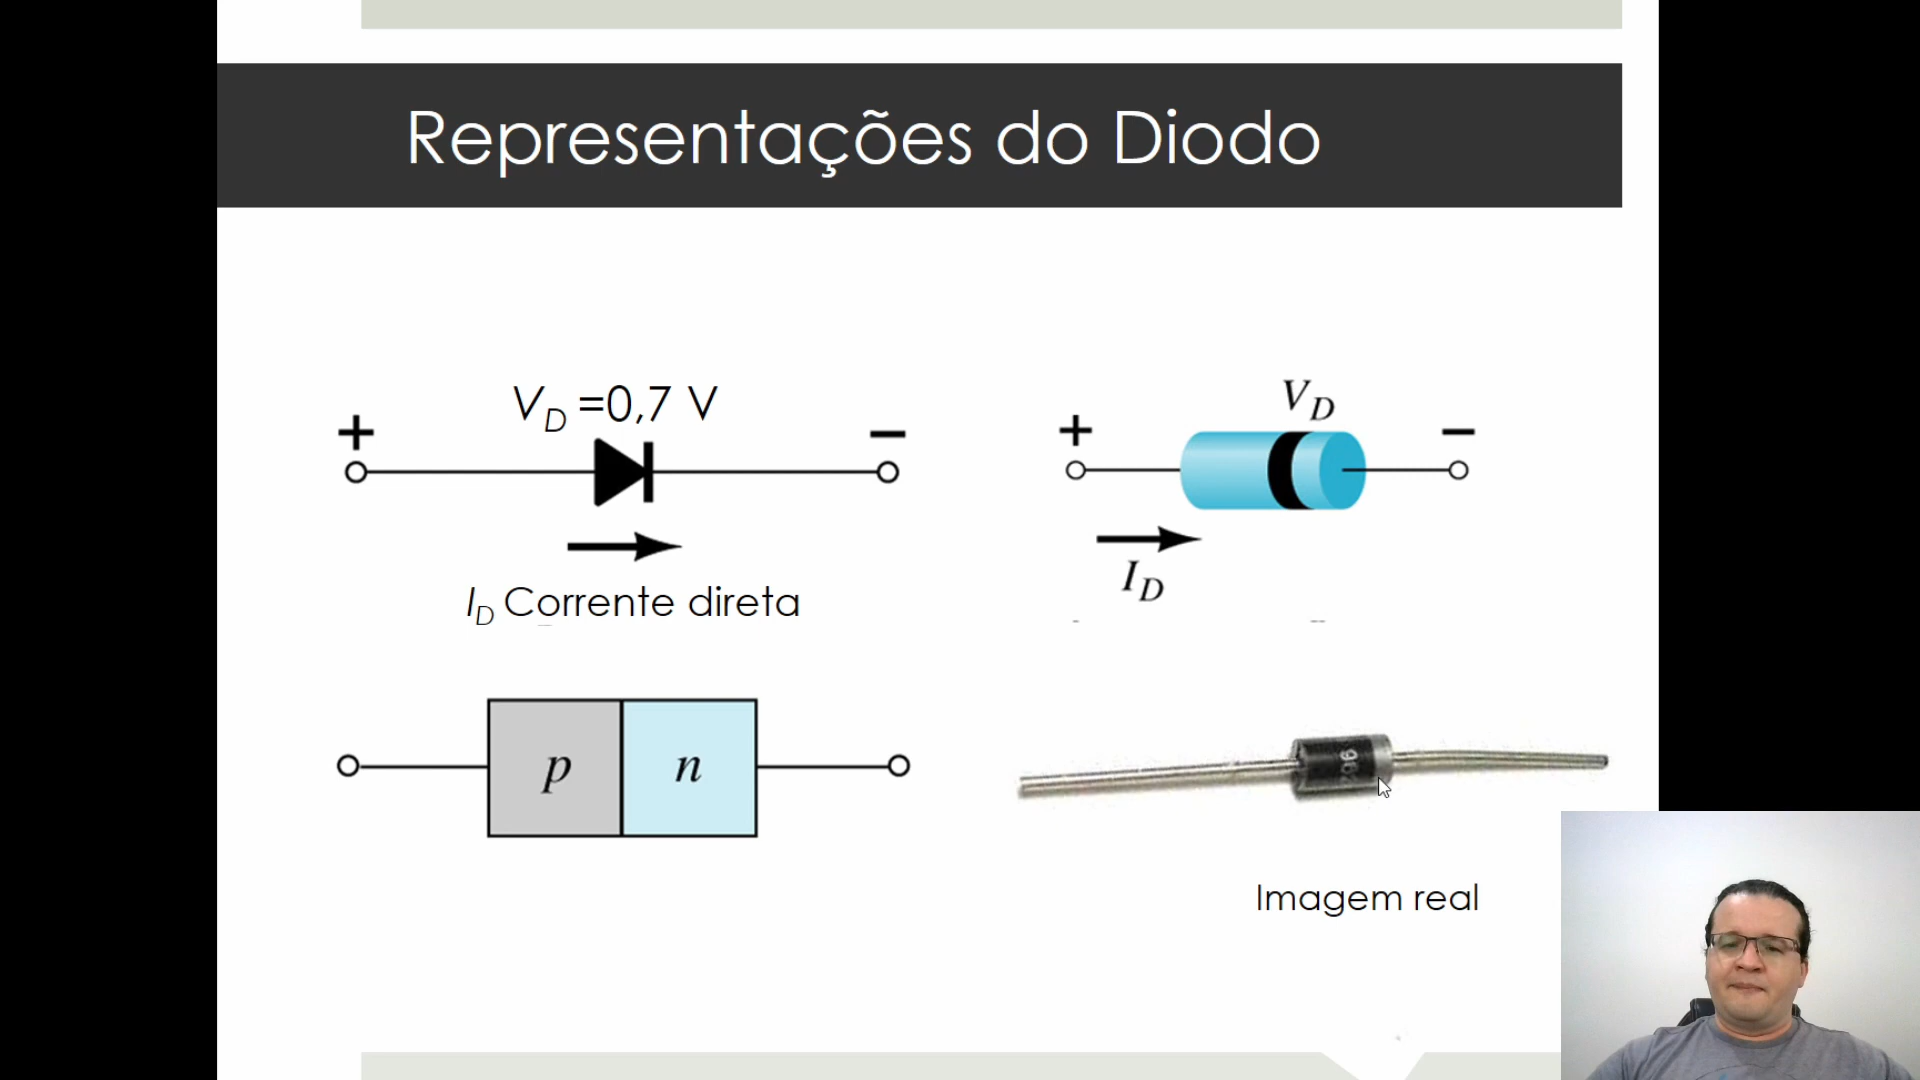 Representações do Diodo
V_D =0,7 V
+ −
I_D Corrente direta
V_D
+ −
I_D
p n
Imagem real